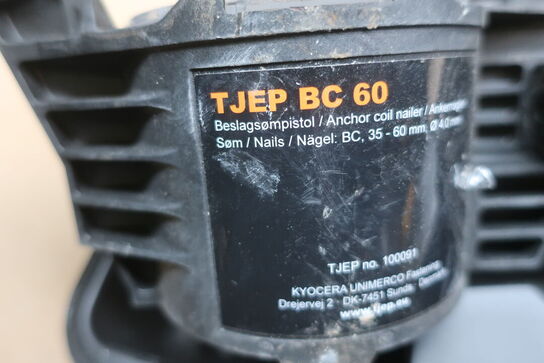 TJEP BC 60
Beslagsømpistol / Anchor coil nailer /
Søm / Nails / Nägel: BC, 35 - 60 mm, Ø 4,0 mm
TJEP no. 100091
KYOCERA UNIMERCO Fastening
Drejervej 2 · DK-7451 Sunds · Denmark
www.tjep.eu